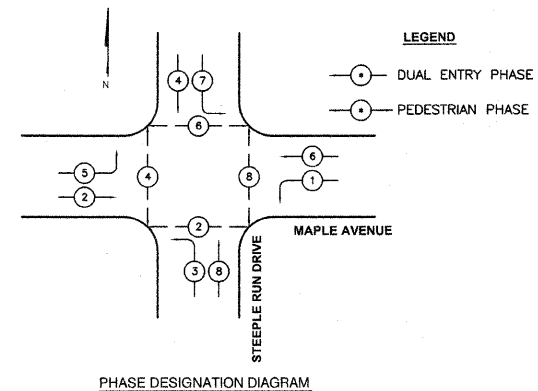 LEGEND
* DUAL ENTRY PHASE
* PEDESTRIAN PHASE
N
4 7
6
5
2
4
8
6
1
2
MAPLE AVENUE
3 8
STEEPLE RUN DRIVE
PHASE DESIGNATION DIAGRAM